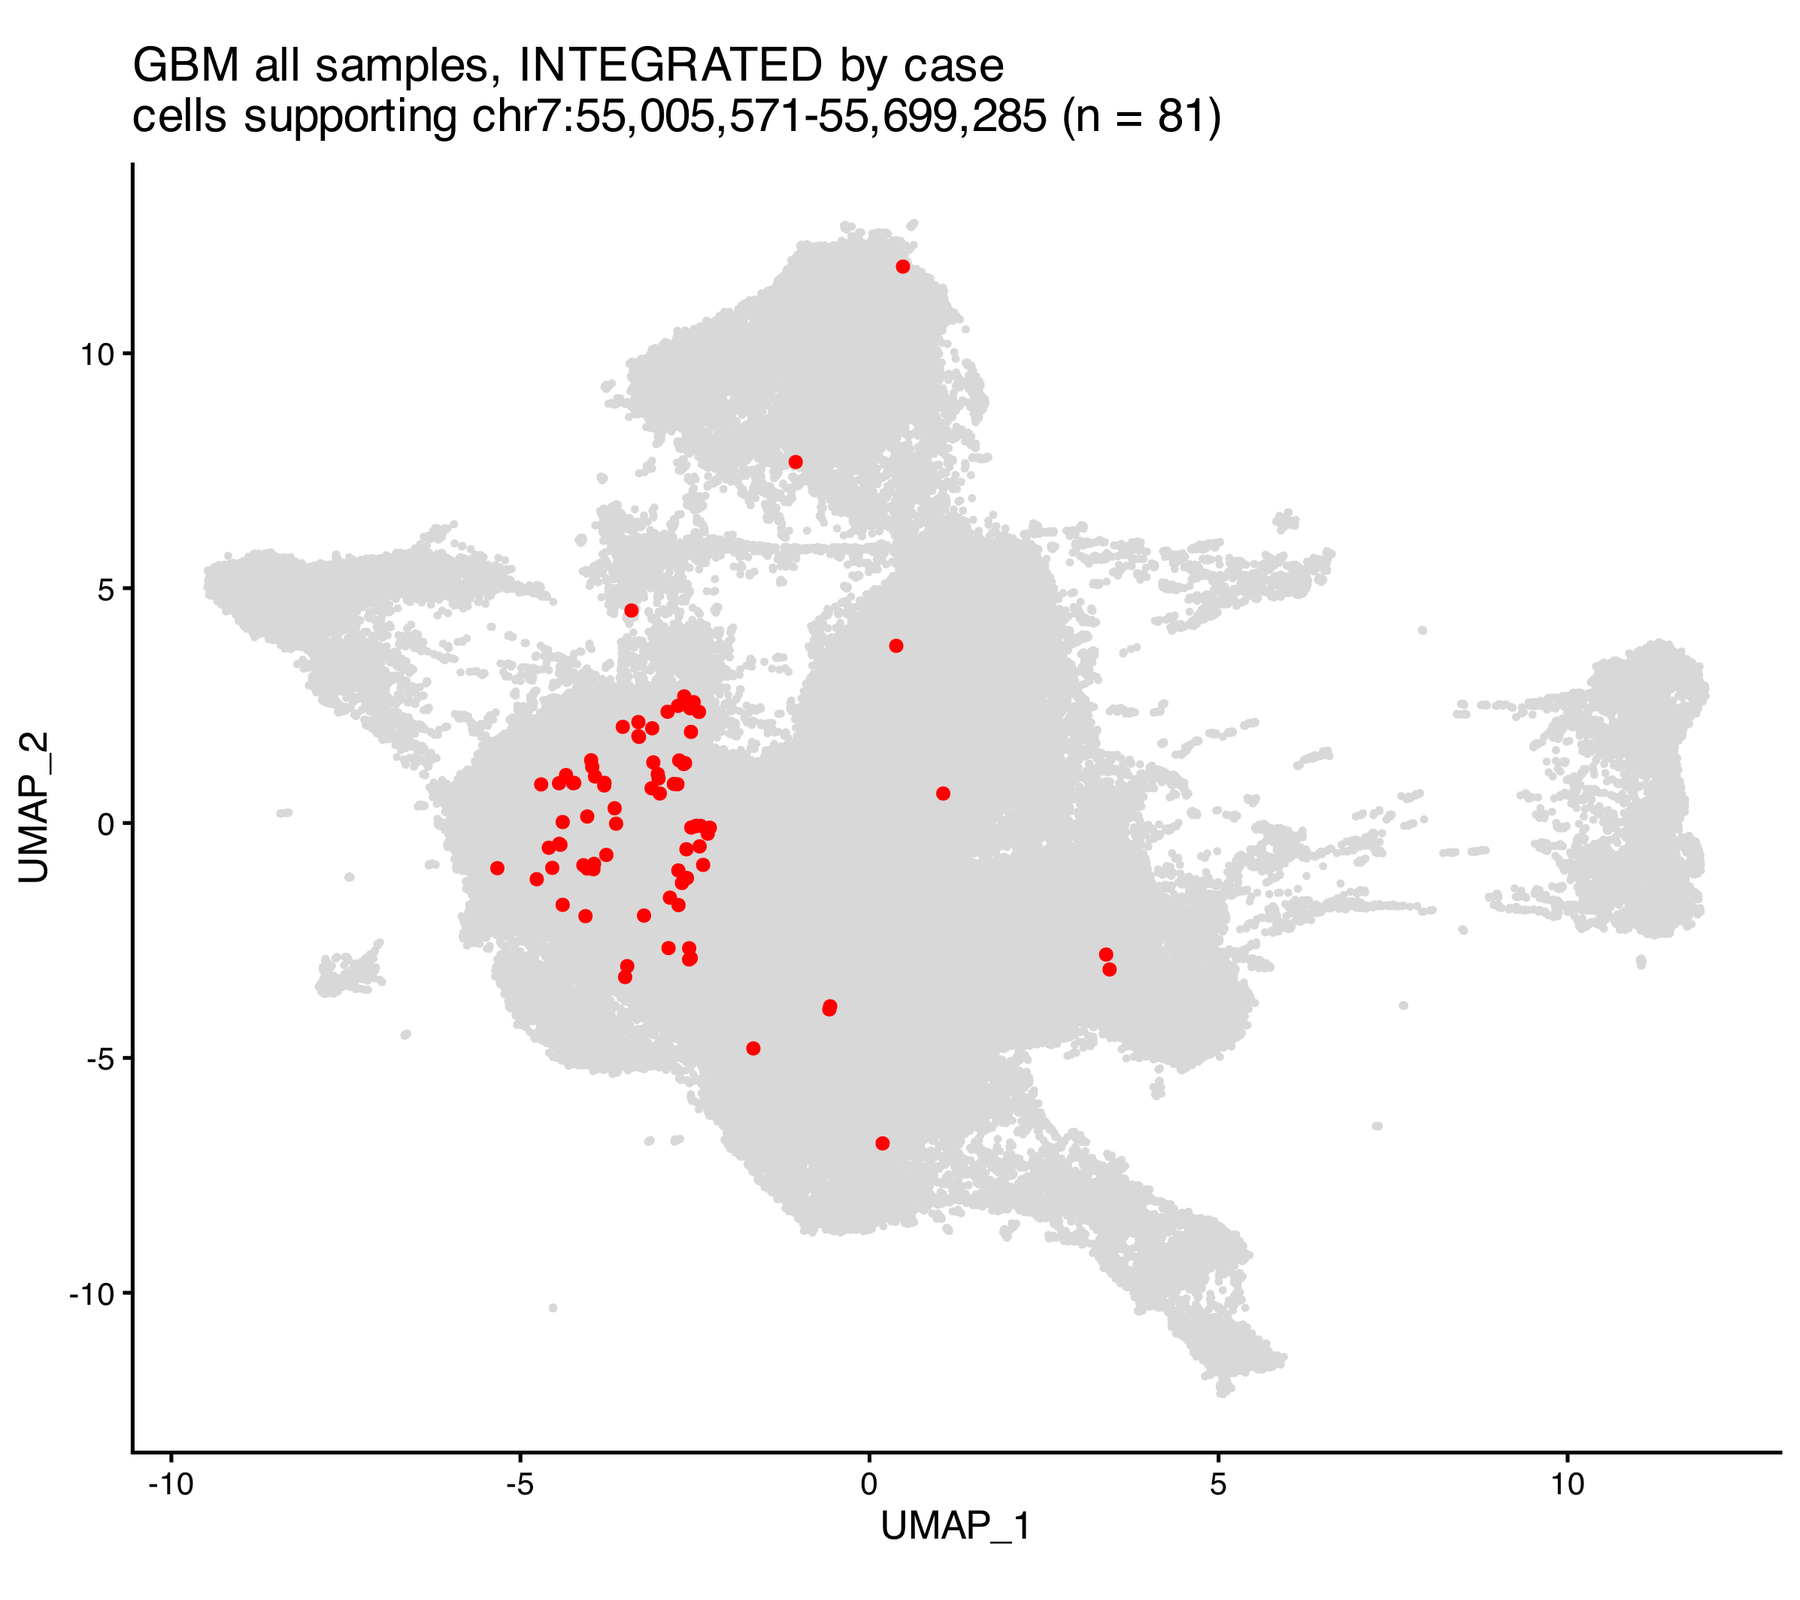 GBM all samples, INTEGRATED by case
cells supporting chr7:55,005,571-55,699,285 (n = 81)
10
5
0
-5
-10
UMAP_2
-10
-5
0
5
10
UMAP_1